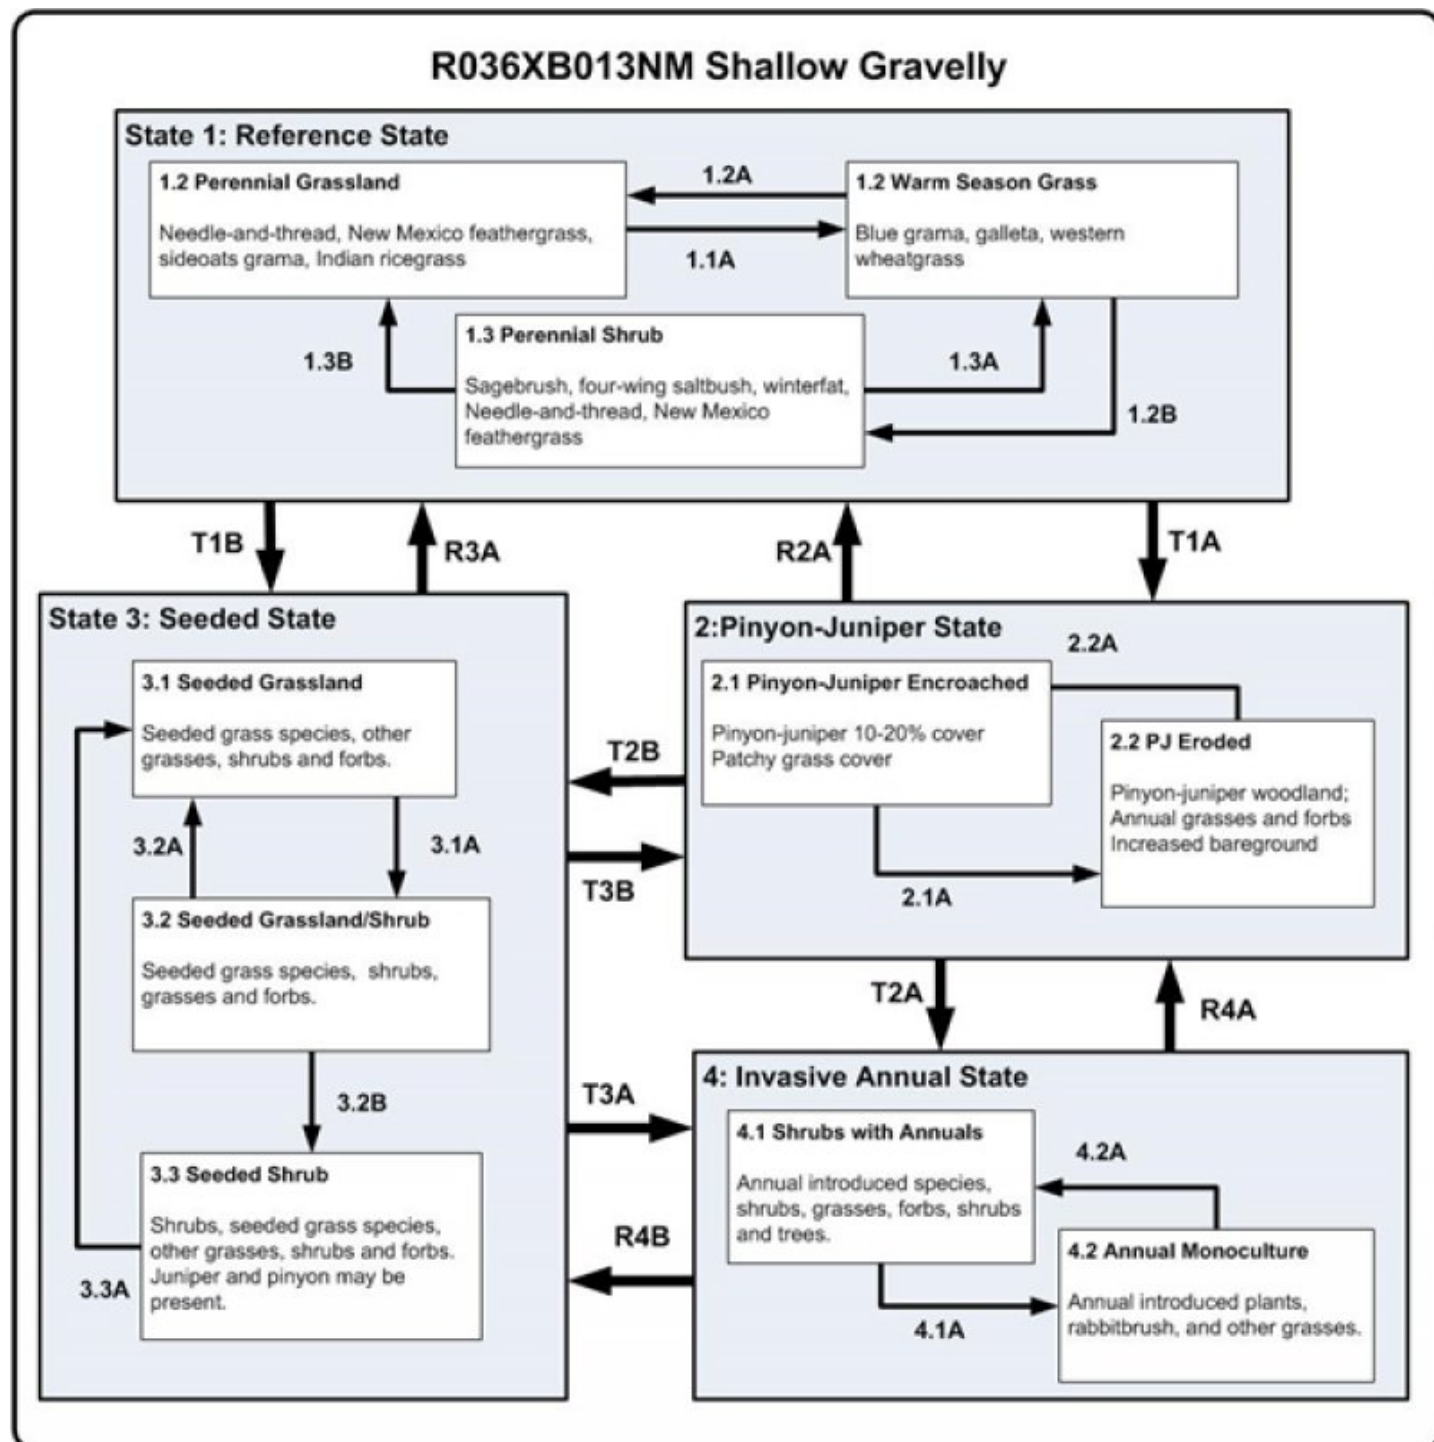 R036XB013NM Shallow Gravelly
State 1: Reference State
1.2 Perennial Grassland
Needle-and-thread, New Mexico feathergrass,
sideoats grama, Indian ricegrass
1.2A
1.1A
1.2 Warm Season Grass
Blue grama, galleta, western
wheatgrass
1.3 Perennial Shrub
Sagebrush, four-wing saltbush, winterfat,
Needle-and-thread, New Mexico
feathergrass
1.3B
1.3A
1.2B
T1B
R3A
R2A
T1A
State 3: Seeded State
3.1 Seeded Grassland
Seeded grass species, other
grasses, shrubs and forbs.
3.2A
3.1A
3.2 Seeded Grassland/Shrub
Seeded grass species, shrubs,
grasses and forbs.
3.2B
3.3 Seeded Shrub
Shrubs, seeded grass species,
other grasses, shrubs and forbs.
Juniper and pinyon may be
present.
3.3A
T2B
T3B
2:Pinyon-Juniper State
2.2A
2.1 Pinyon-Juniper Encroached
Pinyon-juniper 10-20% cover
Patchy grass cover
2.2 PJ Eroded
Pinyon-juniper woodland;
Annual grasses and forbs
Increased bareground
2.1A
T2A
R4A
T3A
R4B
4: Invasive Annual State
4.1 Shrubs with Annuals
Annual introduced species,
shrubs, grasses, forbs, shrubs
and trees.
4.2A
4.2 Annual Monoculture
Annual introduced plants,
rabbitbrush, and other grasses.
4.1A